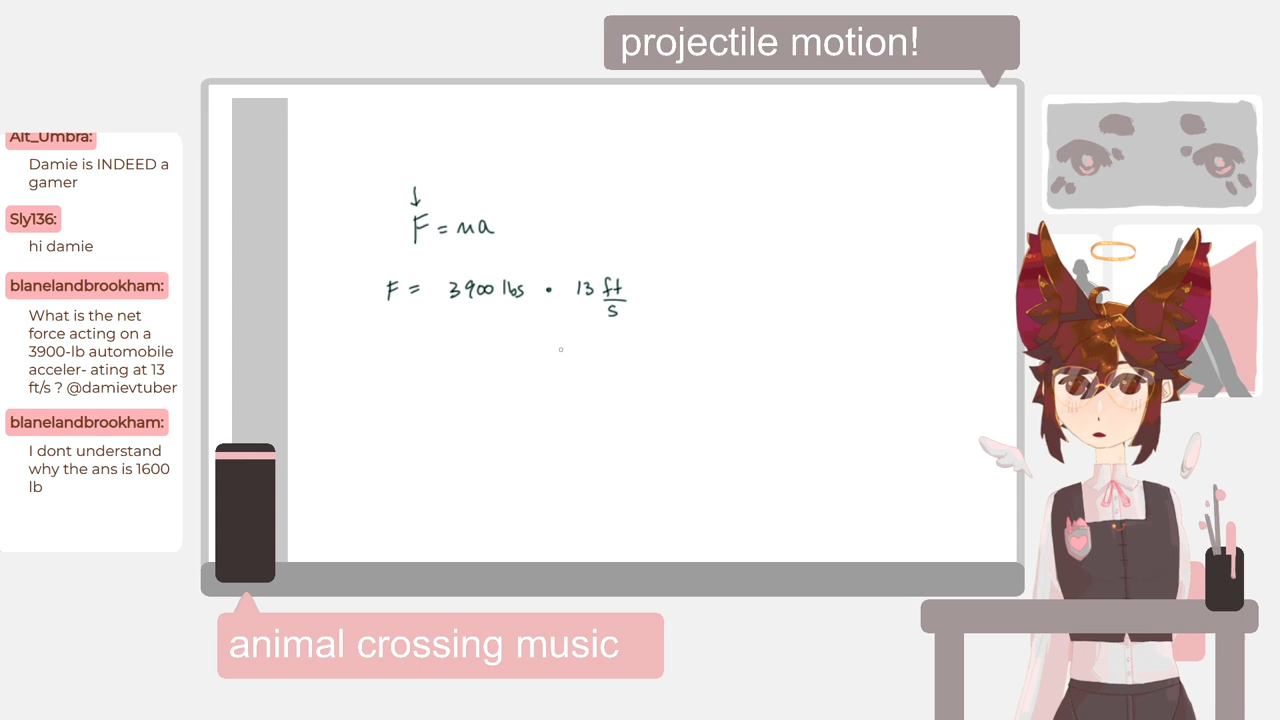 projectile motion!
Alt_Umbra:
Damie is INDEED a
gamer
Sly136:
hi damie
blanelandbrookham:
What is the net
force acting on a
3900-lb automobile
acceler- ating at 13
ft/s ? @damievtuber
blanelandbrookham:
I dont understand
why the ans is 1600
lb
F = ma
F = 3900 lbs • 13 ft/s
animal crossing music